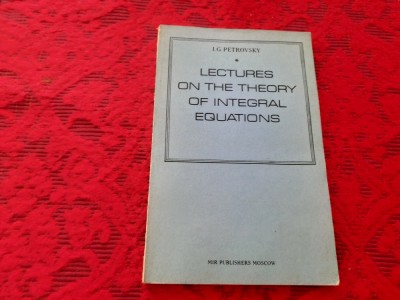 I.G. PETROVSKY
LECTURES
ON THE THEORY
OF INTEGRAL
EQUATIONS
MIR PUBLISHERS MOSCOW